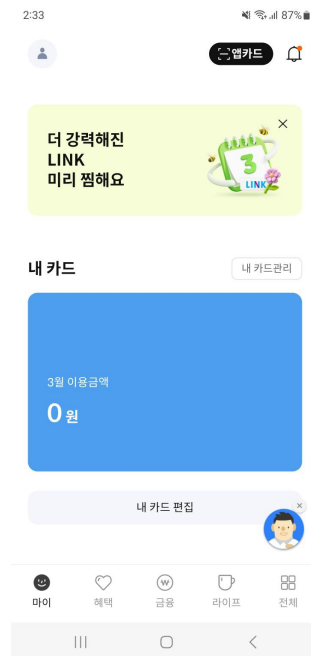 2:33
87%
앱카드
더 강력해진
LINK
미리 찜해요
3
LINK
내 카드
내 카드관리
3월 이용금액
0 원
내 카드 편집
마이
혜택
금융
라이프
전체